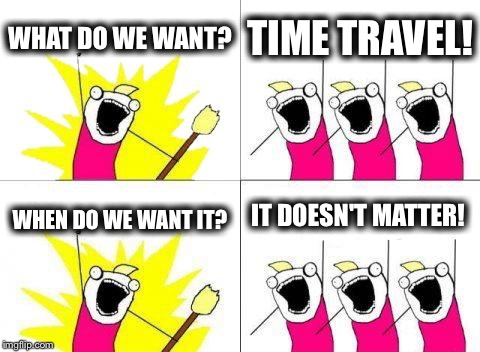 WHAT DO WE WANT?
TIME TRAVEL!
WHEN DO WE WANT IT?
IT DOESN'T MATTER!
imgflip.com